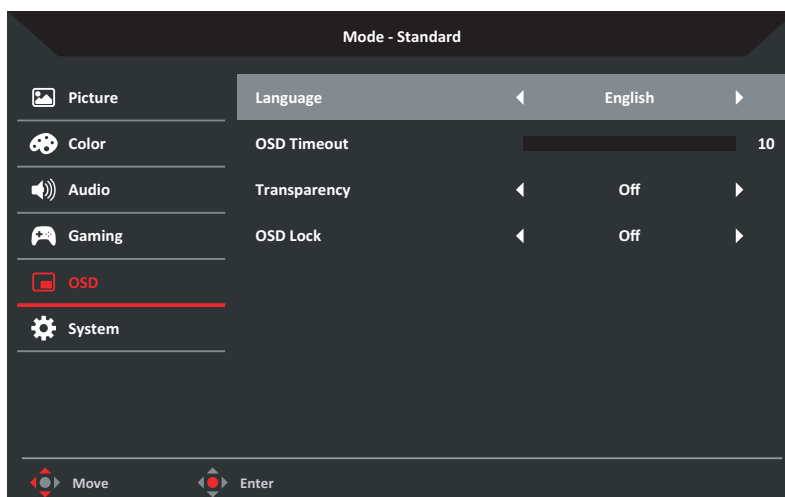 Mode - Standard
Picture
Language English
Color
OSD Timeout 10
Audio
Transparency Off
Gaming
OSD Lock Off
OSD
System
Move Enter